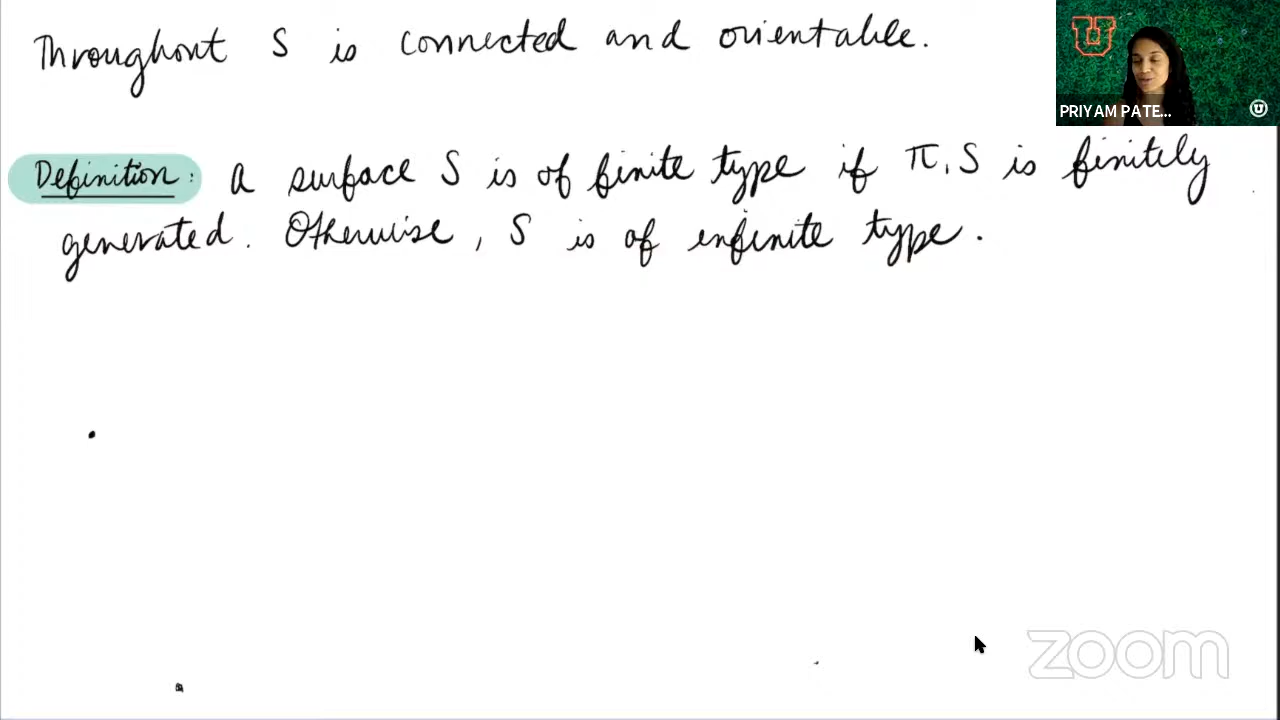 Throughout S is connected and orientable.
PRIYAM PATE...
Definition: A surface S is of finite type if π₁S is finitely
generated. Otherwise, S is of infinite type.
zoom